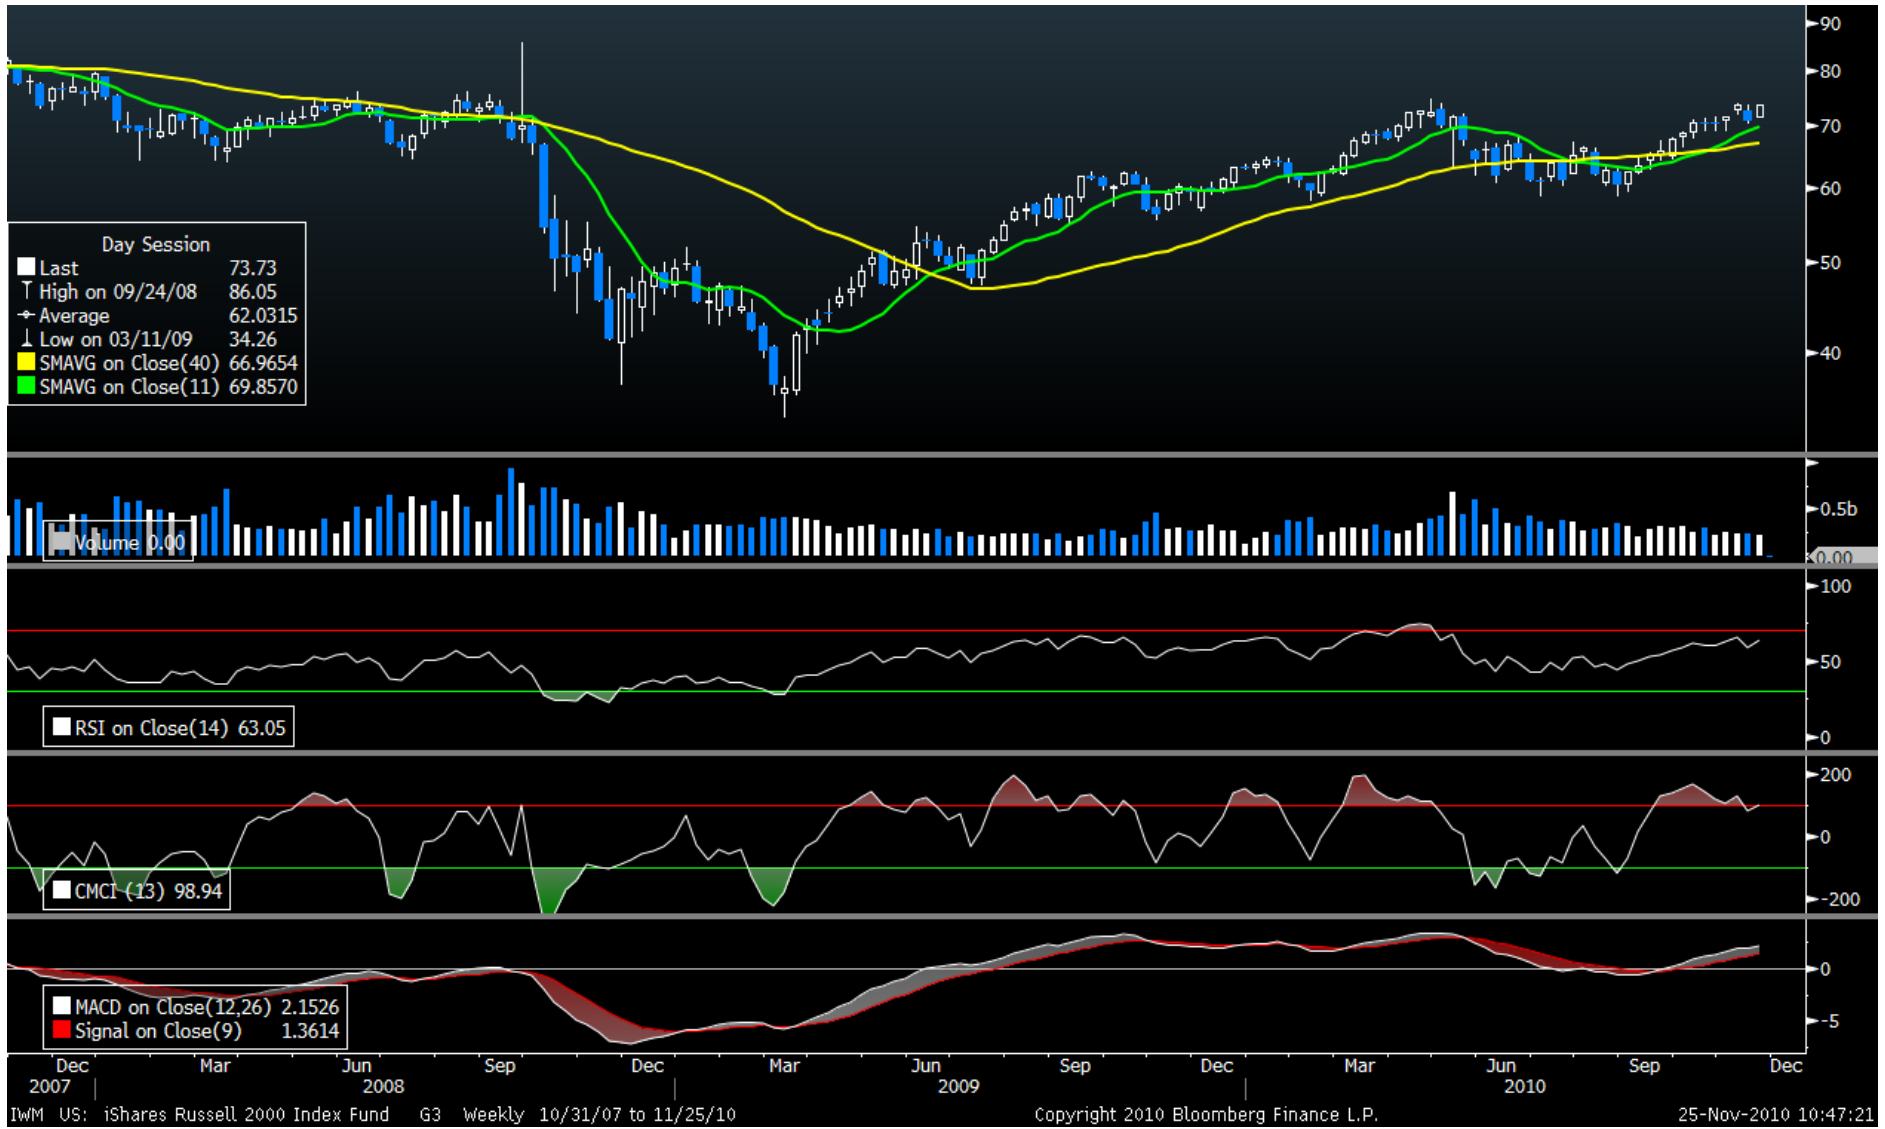 90
80
70
60
50
40
Day Session
Last 73.73
High on 09/24/08 86.05
Average 62.0315
Low on 03/11/09 34.26
SMAVG on Close(40) 66.9654
SMAVG on Close(11) 69.8570
0.5b
0.00
Volume 0.00
100
50
0
RSI on Close(14) 63.05
200
0
-200
CMCI (13) 98.94
0
-5
MACD on Close(12,26) 2.1526
Signal on Close(9) 1.3614
Dec Mar Jun Sep Dec Mar Jun Sep Dec Mar Jun Sep Dec
2007 2008 2009 2010
IWM US: iShares Russell 2000 Index Fund G3 Weekly 10/31/07 to 11/25/10 Copyright 2010 Bloomberg Finance L.P. 25-Nov-2010 10:47:21